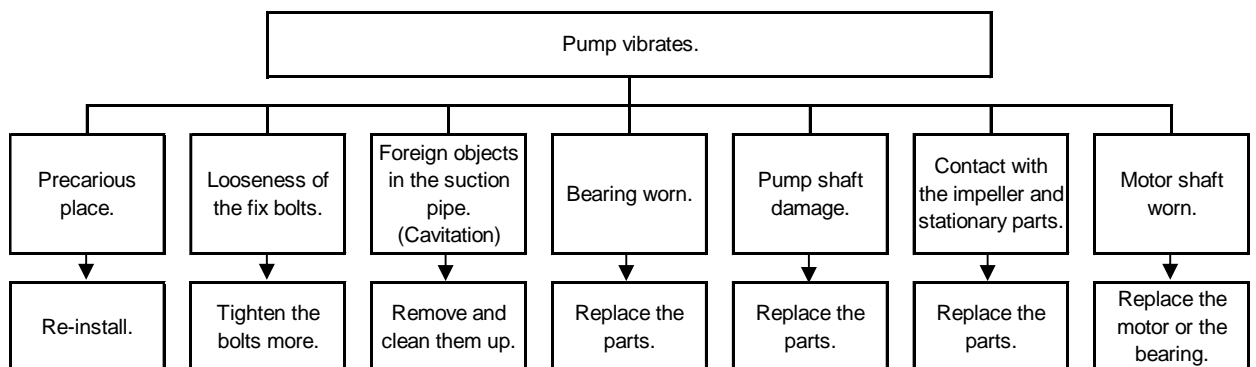 Pump vibrates.
Precarious
place.
Looseness of
the fix bolts.
Foreign objects
in the suction
pipe.
(Cavitation)
Bearing worn.
Pump shaft
damage.
Contact with
the impeller and
stationary parts.
Motor shaft
worn.
Re-install.
Tighten the
bolts more.
Remove and
clean them up.
Replace the
parts.
Replace the
parts.
Replace the
parts.
Replace the
motor or the
bearing.